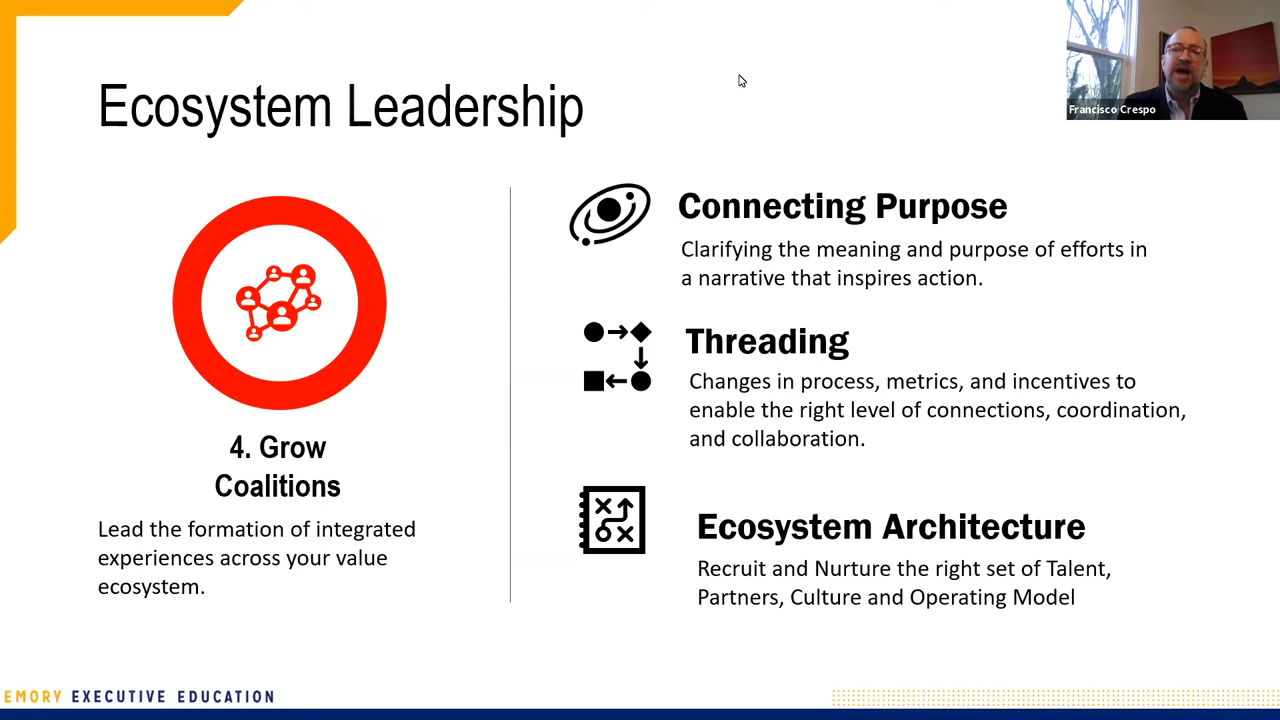 Ecosystem Leadership
Francisco Crespo
4. Grow
Coalitions
Lead the formation of integrated
experiences across your value
ecosystem.
Connecting Purpose
Clarifying the meaning and purpose of efforts in
a narrative that inspires action.
Threading
Changes in process, metrics, and incentives to
enable the right level of connections, coordination,
and collaboration.
Ecosystem Architecture
Recruit and Nurture the right set of Talent,
Partners, Culture and Operating Model
EMORY EXECUTIVE EDUCATION